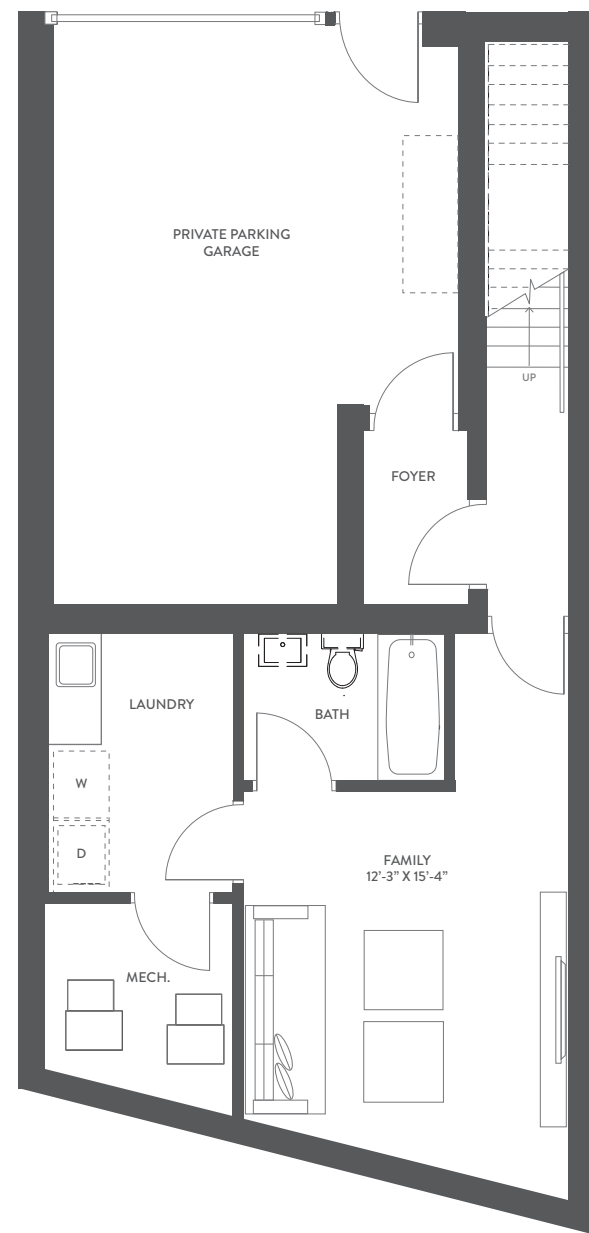 PRIVATE PARKING
GARAGE
UP
FOYER
LAUNDRY
BATH
W
D
FAMILY
12'-3” X 15'-4”
MECH.